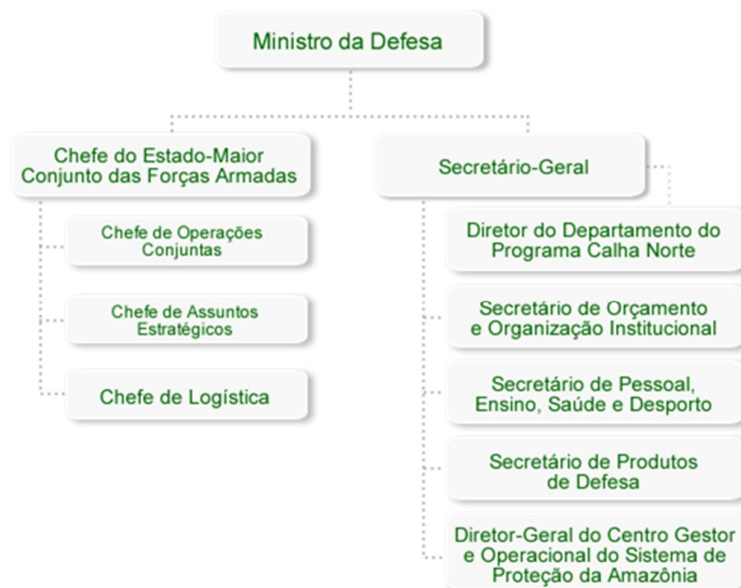 Ministro da Defesa
Chefe do Estado-Maior
Conjunto das Forças Armadas
Chefe de Operações
Conjuntas
Chefe de Assuntos
Estratégicos
Chefe de Logística
Secretário-Geral
Diretor do Departamento do
Programa Calha Norte
Secretário de Orçamento
e Organização Institucional
Secretário de Pessoal,
Ensino, Saúde e Desporto
Secretário de Produtos
de Defesa
Diretor-Geral do Centro Gestor
e Operacional do Sistema de
Proteção da Amazônia